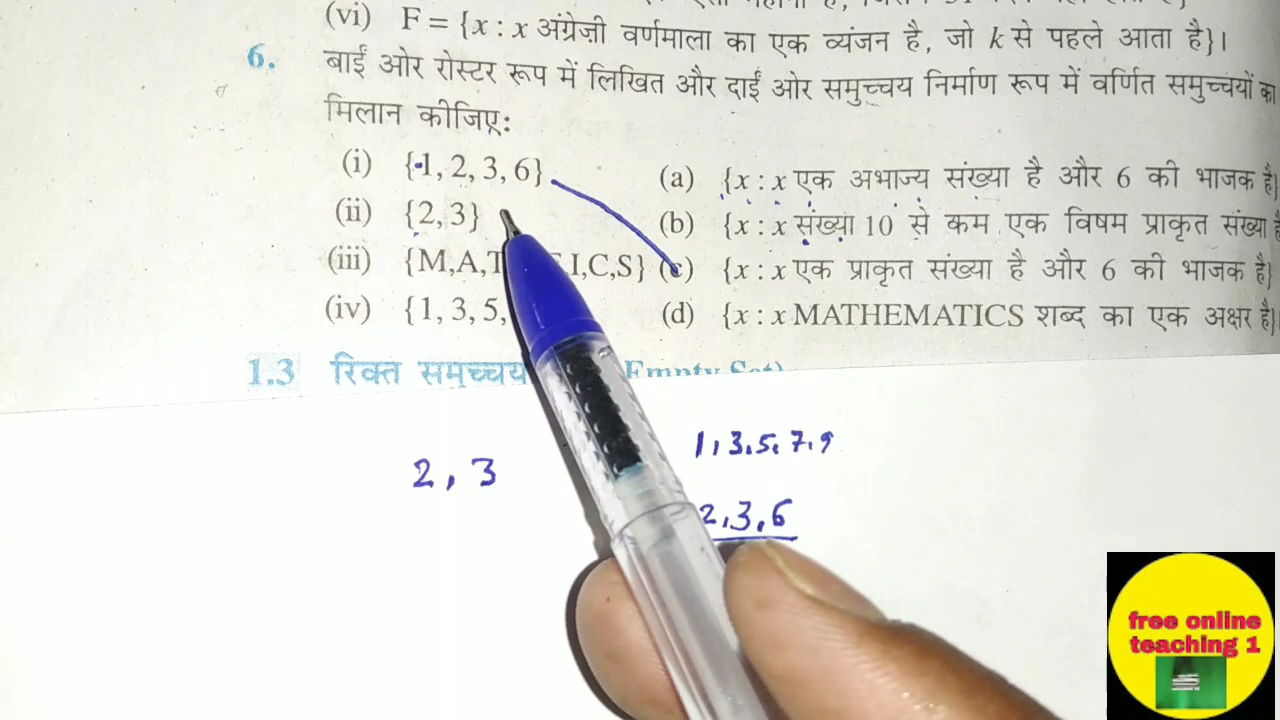 (vi) F = {x : x अंग्रेज़ी वर्णमाला का एक व्यंजन है, जो k से पहले आता है}।
6. बाईं ओर रोस्टर रूप में लिखित और दाईं ओर समुच्चय निर्माण रूप में वर्णित समुच्चयों का
मिलान कीजिए:
(i) {1, 2, 3, 6} (a) {x : x एक अभाज्य संख्या है और 6 की भाजक है}
(ii) {2, 3} (b) {x : x संख्या 10 से कम एक विषम प्राकृत संख्या है
(iii) {M,A,T I,C,S} (c) {x : x एक प्राकृत संख्या है और 6 की भाजक है}
(iv) {1, 3, 5, (d) {x : x MATHEMATICS शब्द का एक अक्षर है}
1.3 रिक्त समुच्चय Empty Set)
1,3,5,7,9
2, 3
2,3,6
free online
teaching 1